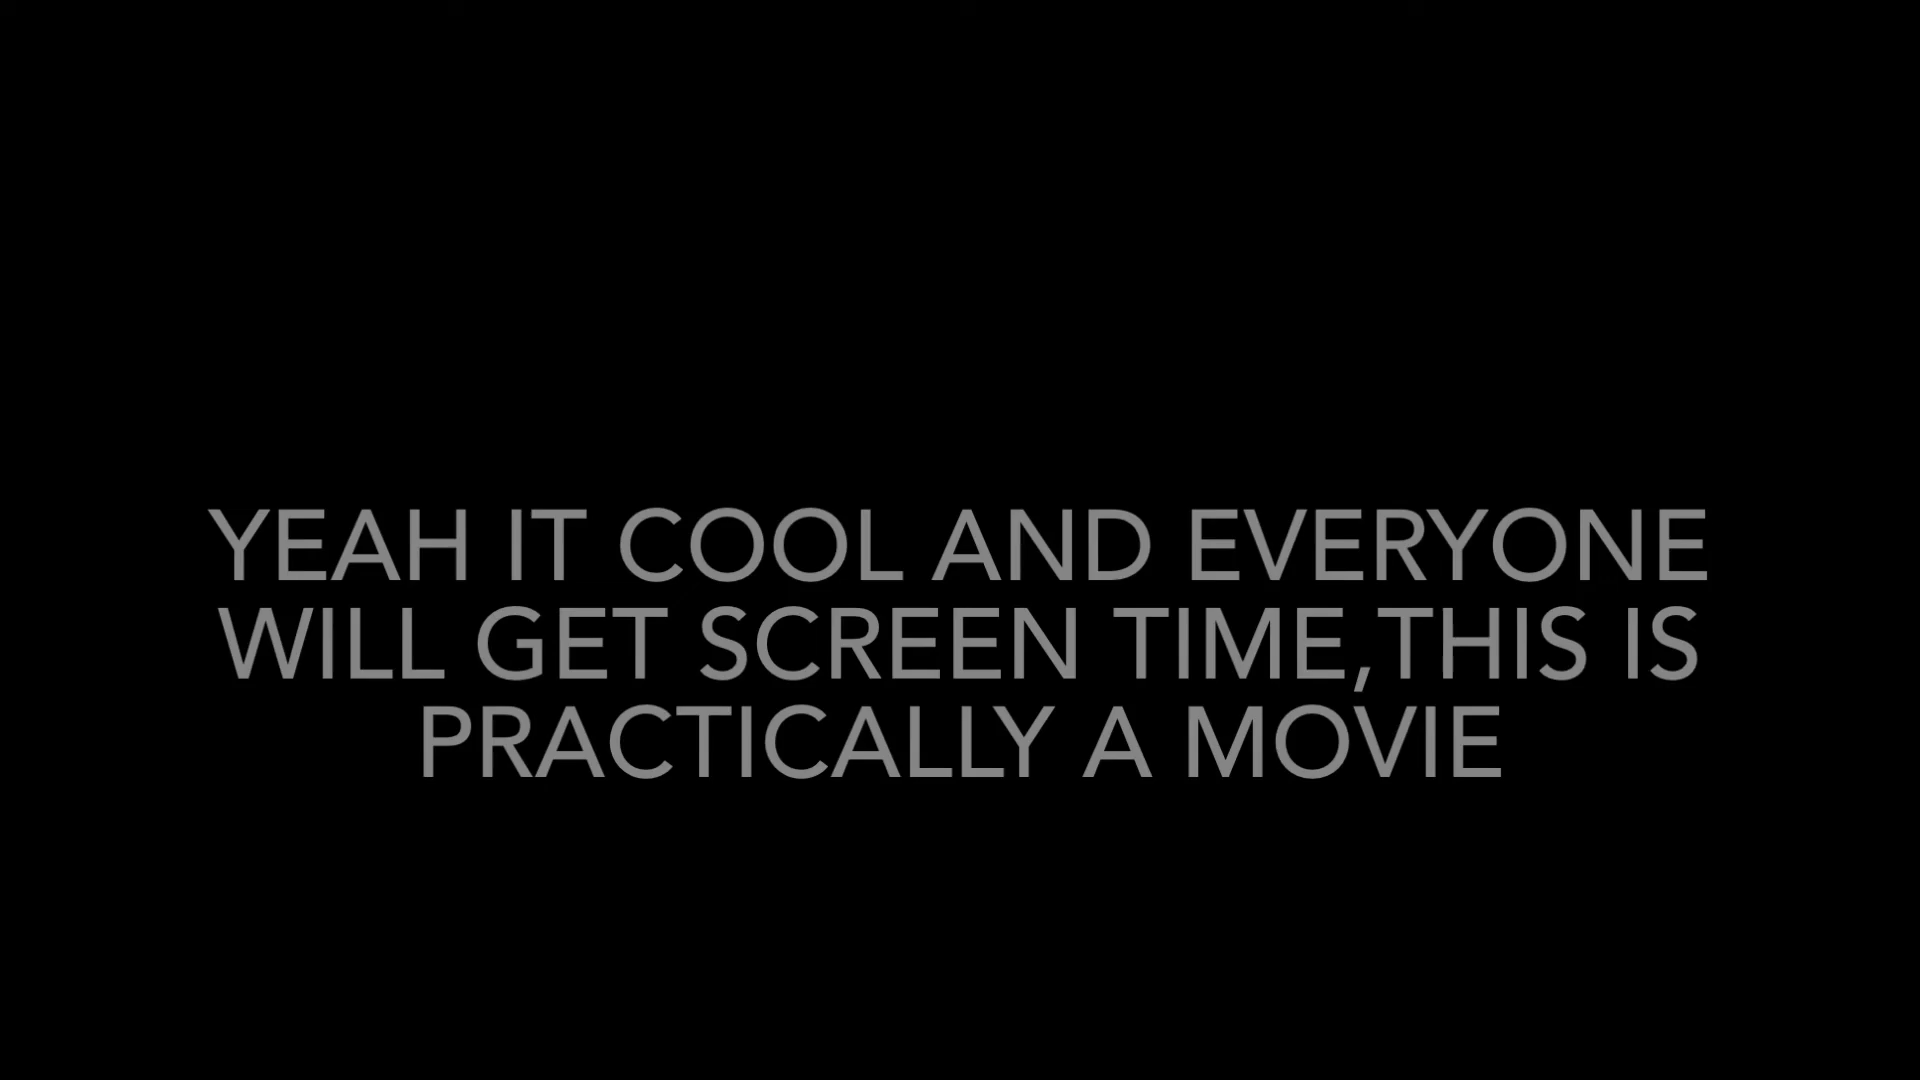 YEAH IT COOL AND EVERYONE
WILL GET SCREEN TIME,THIS IS
PRACTICALLY A MOVIE